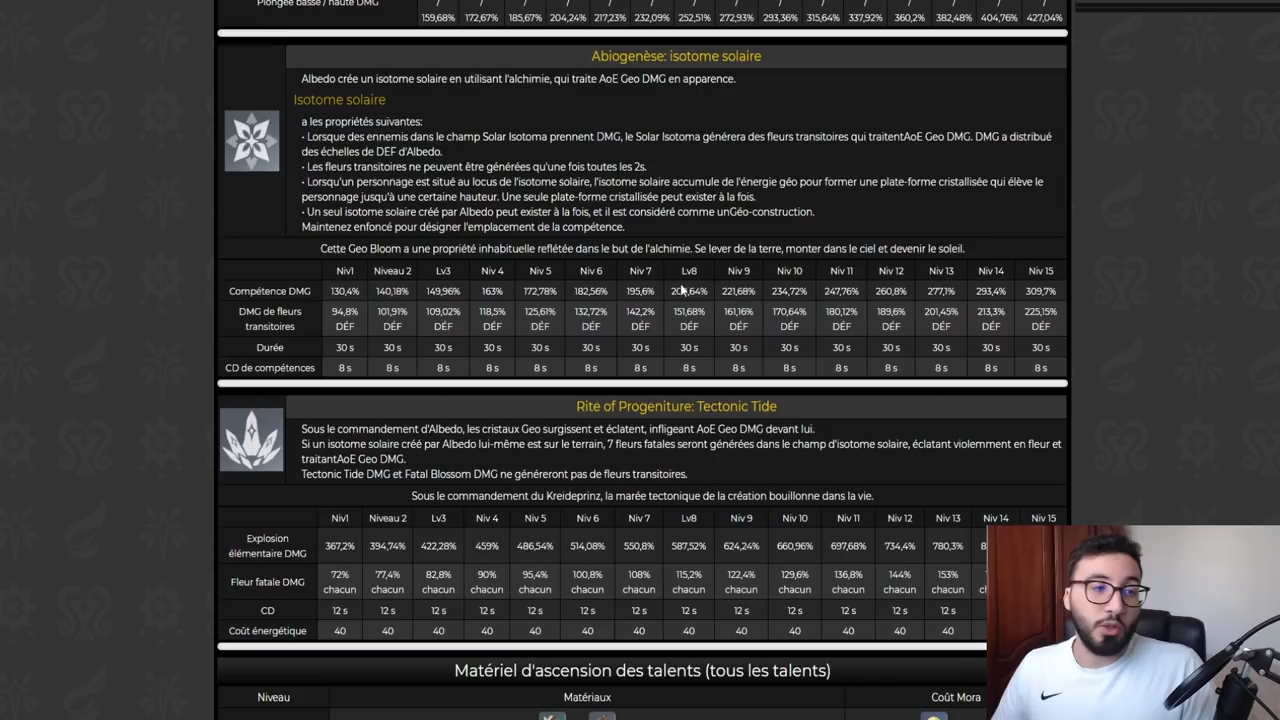 Plongée basse / haute DMG / / / / / / / / / / / / / /
159,68% 172,67% 185,67% 204,24% 217,23% 232,09% 252,51% 272,93% 293,36% 315,64% 337,92% 360,2% 382,48% 404,76% 427,04%
Abiogenèse: isotome solaire
Albedo crée un isotome solaire en utilisant l'alchimie, qui traite AoE Geo DMG en apparence.
Isotome solaire
a les propriétés suivantes:
• Lorsque des ennemis dans le champ Solar Isotoma prennent DMG, le Solar Isotoma générera des fleurs transitoires qui traitentAoE Geo DMG. DMG a distribué
des échelles de DEF d'Albedo.
• Les fleurs transitoires ne peuvent être générées qu'une fois toutes les 2s.
• Lorsqu'un personnage est situé au locus de l'isotome solaire, l'isotome solaire accumule de l'énergie géo pour former une plate-forme cristallisée qui élève le
personnage jusqu'à une certaine hauteur. Une seule plate-forme cristallisée peut exister à la fois.
• Un seul isotome solaire créé par Albedo peut exister à la fois, et il est considéré comme unGéo-construction.
Maintenez enfoncé pour désigner l'emplacement de la compétence.
Cette Geo Bloom a une propriété inhabituelle reflétée dans le but de l'alchimie. Se lever de la terre, monter dans le ciel et devenir le soleil.
Niv1 Niveau 2 Lv3 Niv 4 Niv 5 Niv 6 Niv 7 Lv8 Niv 9 Niv 10 Niv 11 Niv 12 Niv 13 Niv 14 Niv 15
Compétence DMG 130,4% 140,18% 149,96% 163% 172,78% 182,56% 195,6% 221,68% 234,72% 247,76% 260,8% 277,1% 293,4% 309,7%
DMG de fleurs 94,8% 101,91% 109,02% 118,5% 125,61% 132,72% 142,2% 151,68% 161,16% 170,64% 180,12% 189,6% 201,45% 213,3% 225,15%
transitoires DÉF DÉF DÉF DÉF DÉF DÉF DÉF DÉF DÉF DÉF DÉF DÉF DÉF DÉF DÉF
Durée 30 s 30 s 30 s 30 s 30 s 30 s 30 s 30 s 30 s 30 s 30 s 30 s 30 s 30 s 30 s
CD de compétences 8 s 8 s 8 s 8 s 8 s 8 s 8 s 8 s 8 s 8 s 8 s 8 s 8 s 8 s 8 s
Rite of Progeniture: Tectonic Tide
Sous le commandement d'Albedo, les cristaux Geo surgissent et éclatent, infligeant AoE Geo DMG devant lui.
Si un isotome solaire créé par Albedo lui-même est sur le terrain, 7 fleurs fatales seront générées dans le champ d'isotome solaire, éclatant violemment en fleur et
traitantAoE Geo DMG.
Tectonic Tide DMG et Fatal Blossom DMG ne généreront pas de fleurs transitoires.
Sous le commandement du Kreideprinz, la marée tectonique de la création bouillonne dans la vie.
Niv1 Niveau 2 Lv3 Niv 4 Niv 5 Niv 6 Niv 7 Lv8 Niv 9 Niv 10 Niv 11 Niv 12 Niv 13 Niv 14 Niv 15
Explosion
élémentaire DMG 367,2% 394,74% 422,28% 459% 486,54% 514,08% 550,8% 587,52% 624,24% 660,96% 697,68% 734,4% 780,3%
Fleur fatale DMG 72% 77,4% 82,8% 90% 95,4% 100,8% 108% 115,2% 122,4% 129,6% 136,8% 144% 153%
chacun chacun chacun chacun chacun chacun chacun chacun chacun chacun chacun chacun chacun
CD 12 s 12 s 12 s 12 s 12 s 12 s 12 s 12 s 12 s 12 s 12 s 12 s 12 s
Coût énergétique 40 40 40 40 40 40 40 40 40 40 40 40 40
Matériel d'ascension des talents (tous les talents)
Niveau Matériaux Coût Mora